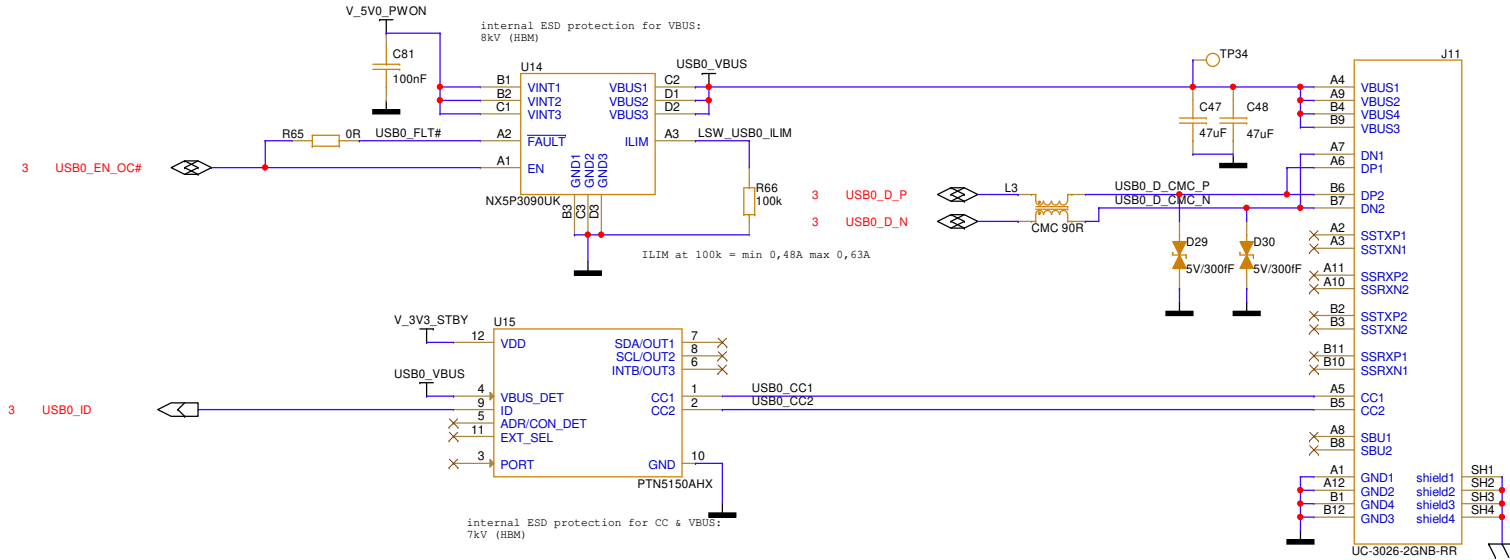 V_5V0_PWON
internal ESD protection for VBUS:
8kV (HBM)
C81
100nF
U14
USB0_VBUS
TP34
J11
B1 VINT1 VBUS1 C2
B2 VINT2 VBUS2 D1
C1 VINT3 VBUS3 D2
A2 FAULT ILIM A3 LSW_USB0_ILIM
A1 EN
GND1 GND2 GND3
B3 C3 D3
NX5P3090UK
R65 0R USB0_FLT#
3 USB0_EN_OC#
R66
100k
ILIM at 100k = min 0,48A max 0,63A
C47
47uF
C48
47uF
3 USB0_D_P
3 USB0_D_N
L3
CMC 90R
USB0_D_CMC_P
USB0_D_CMC_N
D29
5V/300fF
D30
5V/300fF
A4 VBUS1
A9 VBUS2
B4 VBUS4
B9 VBUS3
A7 DN1
A6 DP1
B6 DP2
B7 DN2
A2 SSTXP1
A3 SSTXN1
A11 SSRXP2
A10 SSRXN2
B2 SSTXP2
B3 SSTXN2
B11 SSRXP1
B10 SSRXN1
A5 CC1
B5 CC2
A8 SBU1
B8 SBU2
A1 GND1 shield1 SH1
A12 GND2 shield2 SH2
B1 GND4 shield3 SH3
B12 GND3 shield4 SH4
UC-3026-2GNB-RR
V_3V3_STBY
U15
12 VDD SDA/OUT1 7
SCL/OUT2 8
INTB/OUT3 6
USB0_VBUS
4 VBUS_DET CC1 1 USB0_CC1
9 ID CC2 2 USB0_CC2
5 ADR/CON_DET
11 EXT_SEL
3 PORT GND 10
PTN5150AHX
3 USB0_ID
internal ESD protection for CC & VBUS:
7kV (HBM)